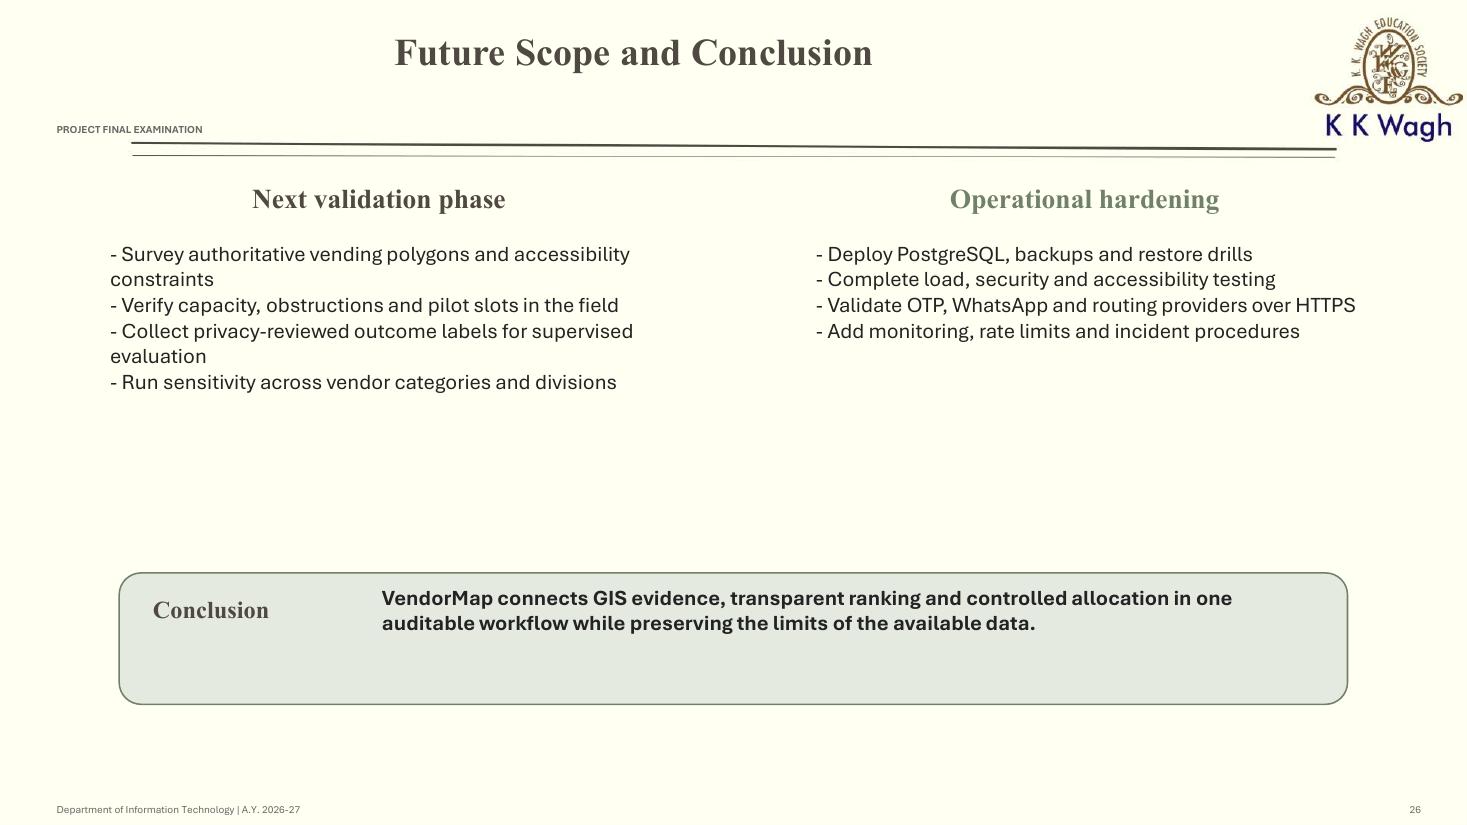 Future Scope and Conclusion
K. K. WAGH EDUCATION SOCIETY
K K Wagh
PROJECT FINAL EXAMINATION
Next validation phase
- Survey authoritative vending polygons and accessibility
constraints
- Verify capacity, obstructions and pilot slots in the field
- Collect privacy-reviewed outcome labels for supervised
evaluation
- Run sensitivity across vendor categories and divisions
Operational hardening
- Deploy PostgreSQL, backups and restore drills
- Complete load, security and accessibility testing
- Validate OTP, WhatsApp and routing providers over HTTPS
- Add monitoring, rate limits and incident procedures
Conclusion
VendorMap connects GIS evidence, transparent ranking and controlled allocation in one
auditable workflow while preserving the limits of the available data.
Department of Information Technology | A.Y. 2026-27
26